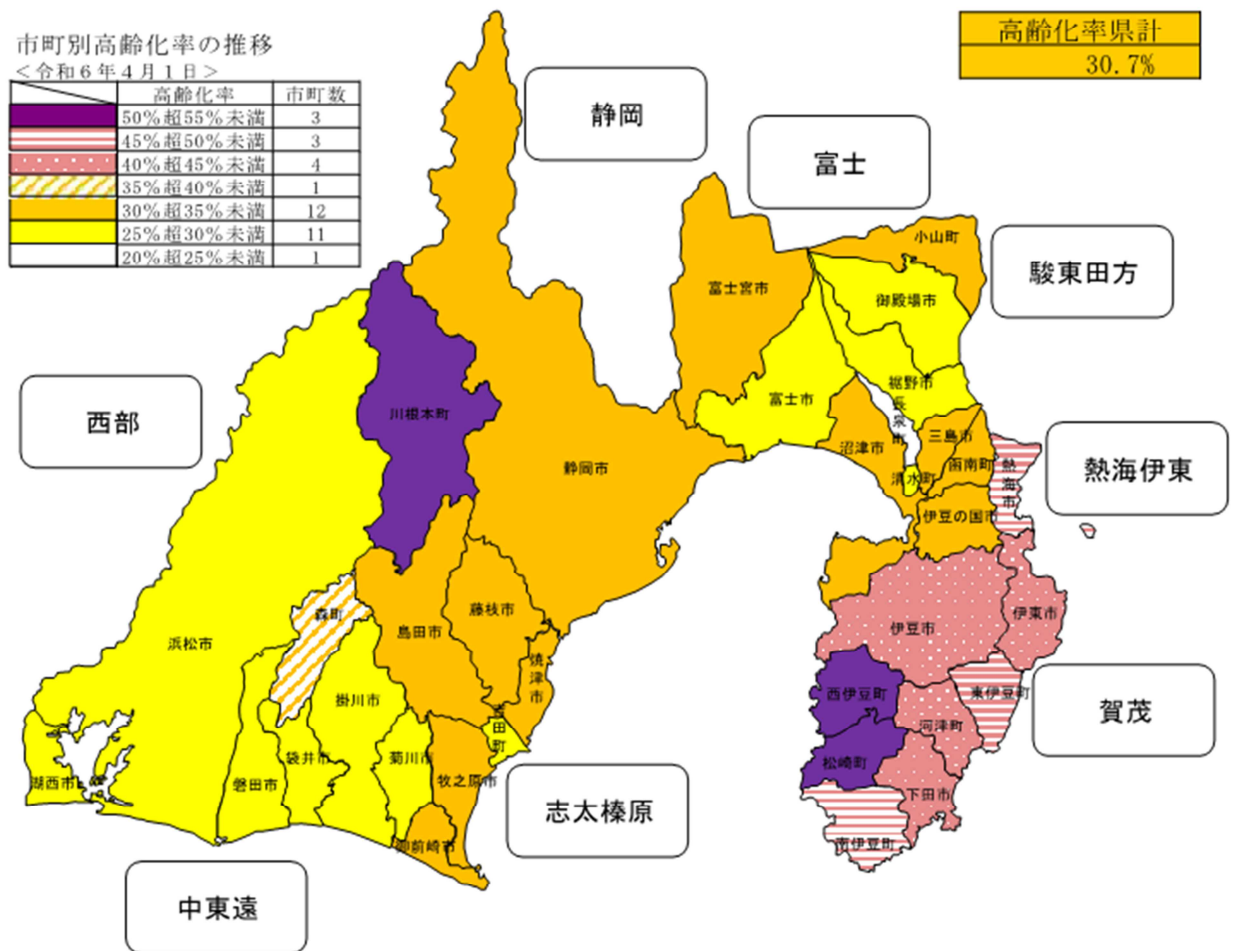 市町別高齢化率の推移
<令和6年4月1日>
高齢化率 市町数
50%超55%未満 3
45%超50%未満 3
40%超45%未満 4
35%超40%未満 1
30%超35%未満 12
25%超30%未満 11
20%超25%未満 1
高齢化率県計
30.7%
静岡
富士
駿東田方
西部
熱海伊東
賀茂
志太榛原
中東遠
小山町
富士宮市
御殿場市
裾野市
長泉町
富士市
川根本町
沼津市
三島市
函南町
熱海市
静岡市
清水町
伊豆の国市
森町
藤枝市
島田市
伊豆市
伊東市
浜松市
焼津市
掛川市
西伊豆町
東伊豆町
吉田町
河津町
袋井市
菊川市
松崎町
湖西市
磐田市
牧之原市
下田市
御前崎市
南伊豆町